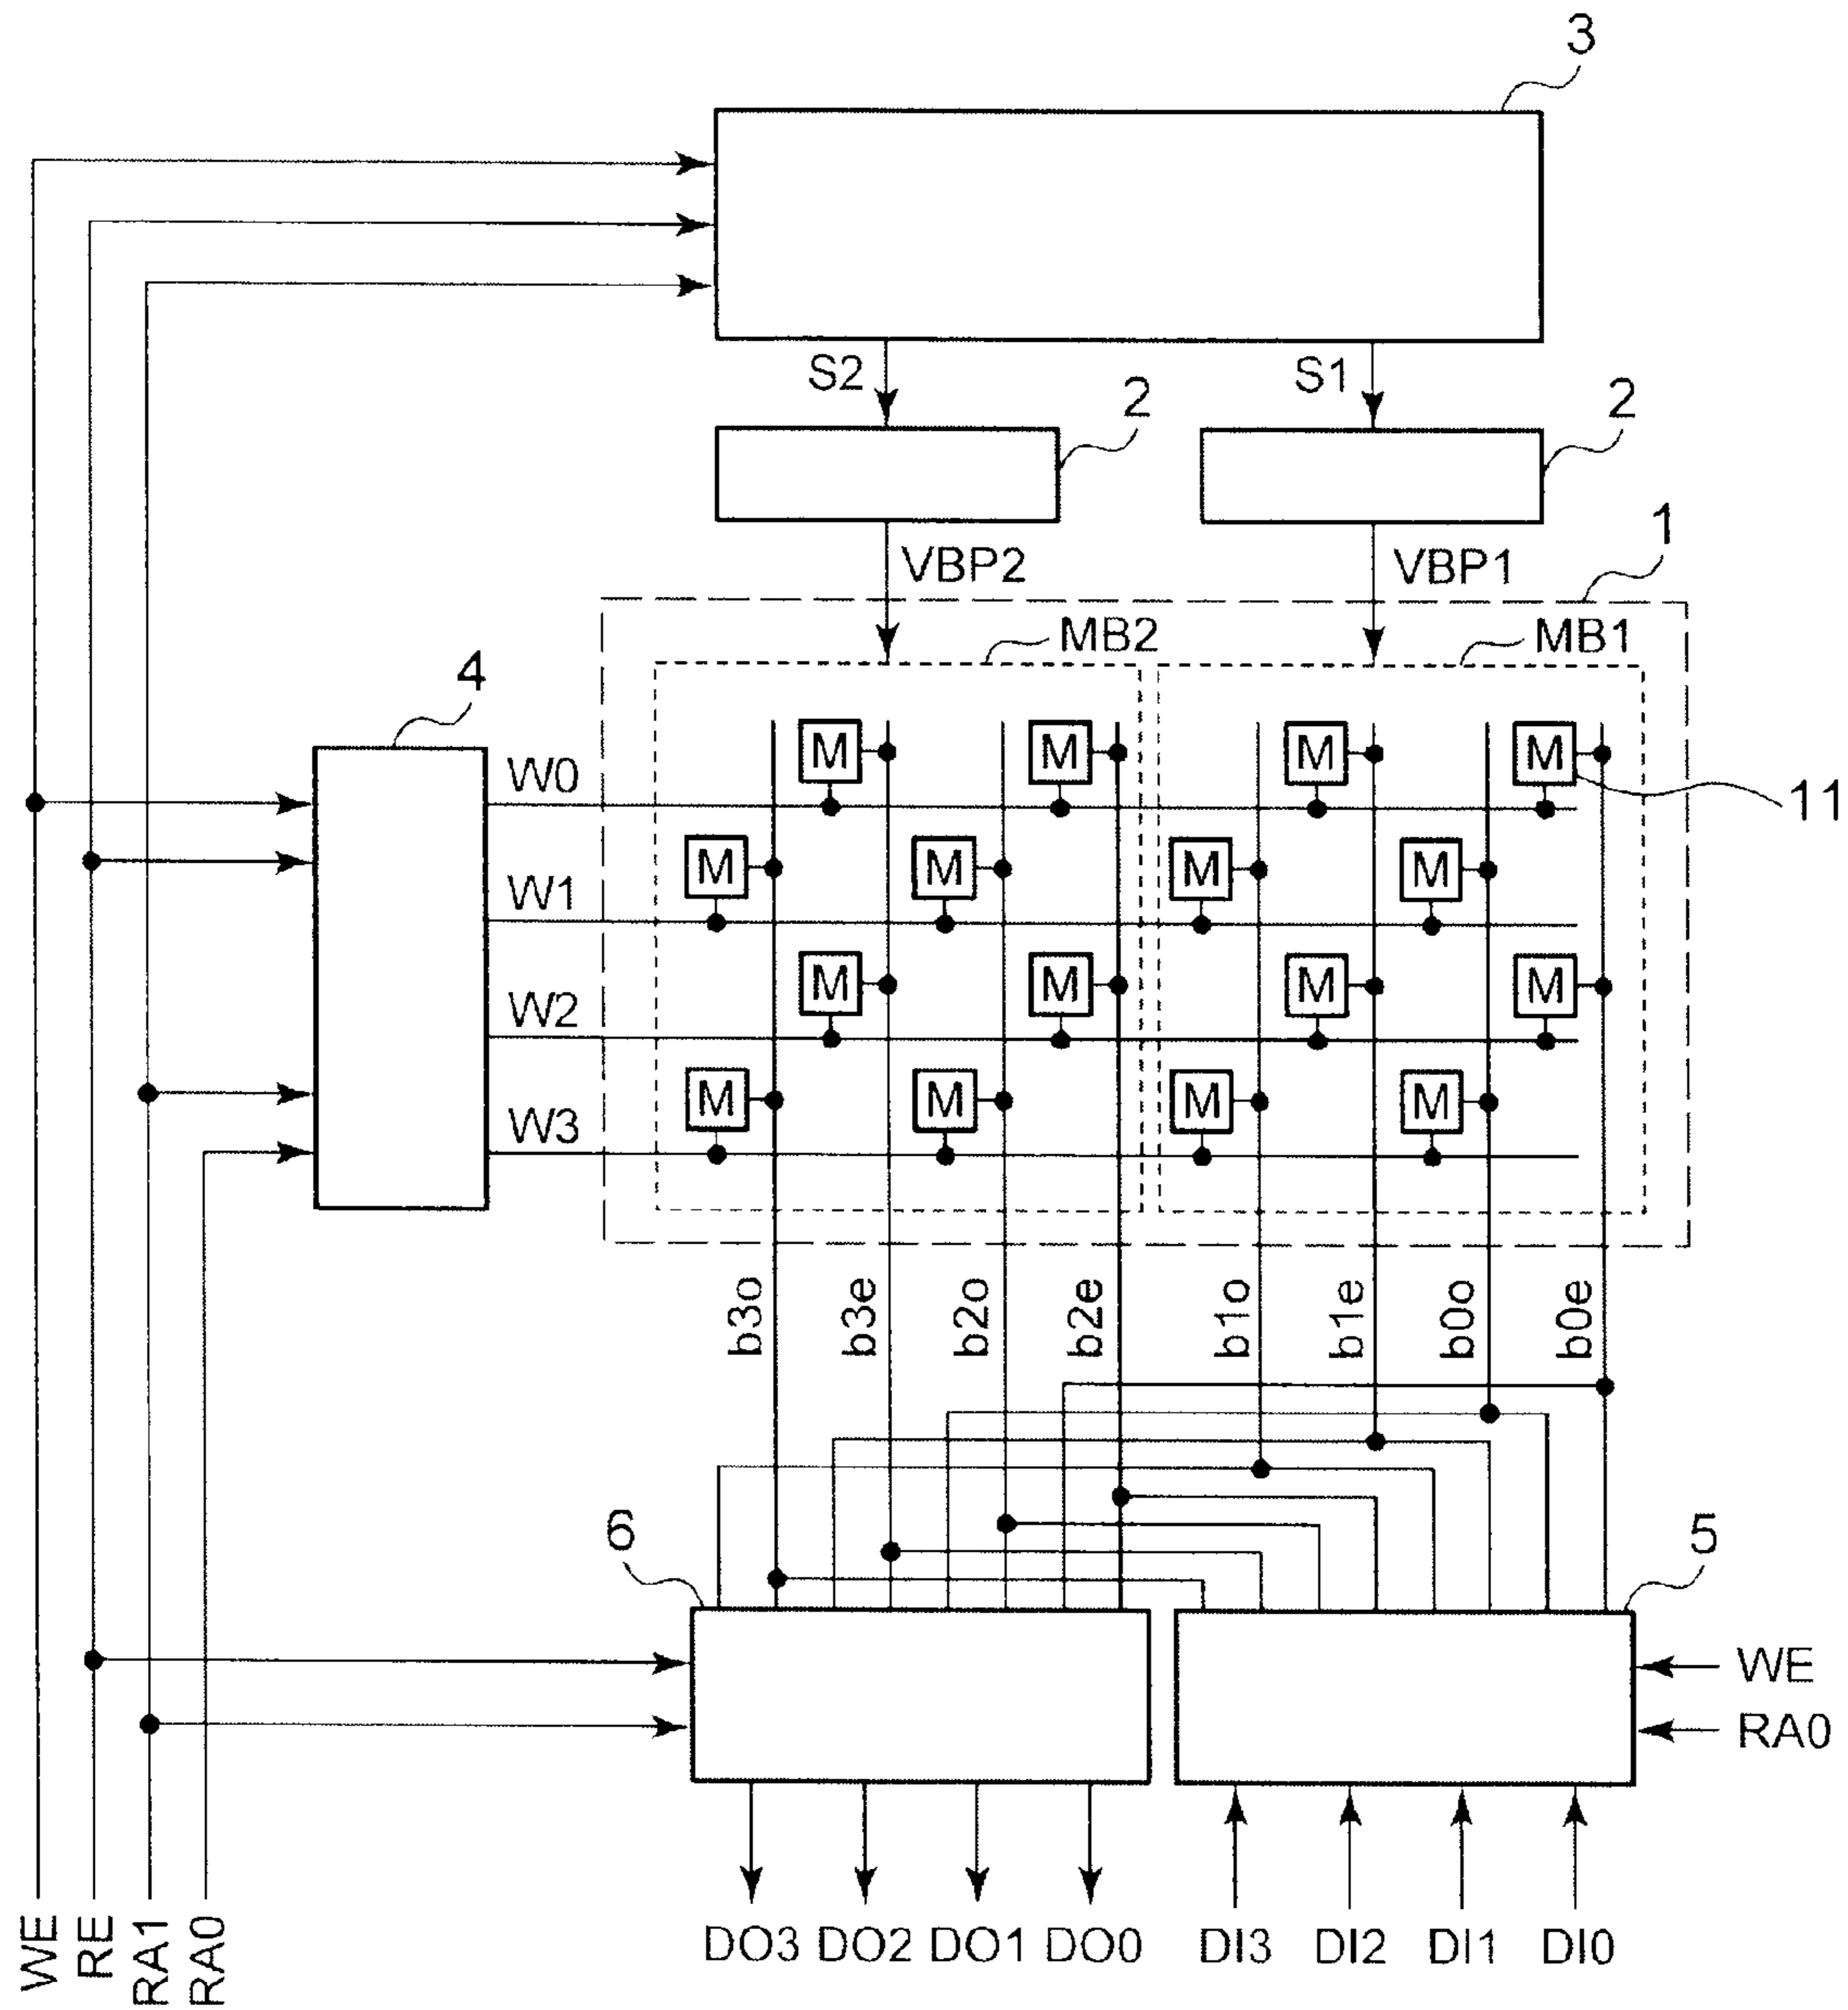 3
S2
S1
2
2
VBP2
VBP1
1
MB2
MB1
4
W0
M M M M
11
W1
M M M M
W2
M M M M
W3
M M M M
b3o b3e b2o b2e b1o b1e b0o b0e
6
5
WE
RA0
WE RE RA1 RA0
DO3 DO2 DO1 DO0 DI3 DI2 DI1 DI0